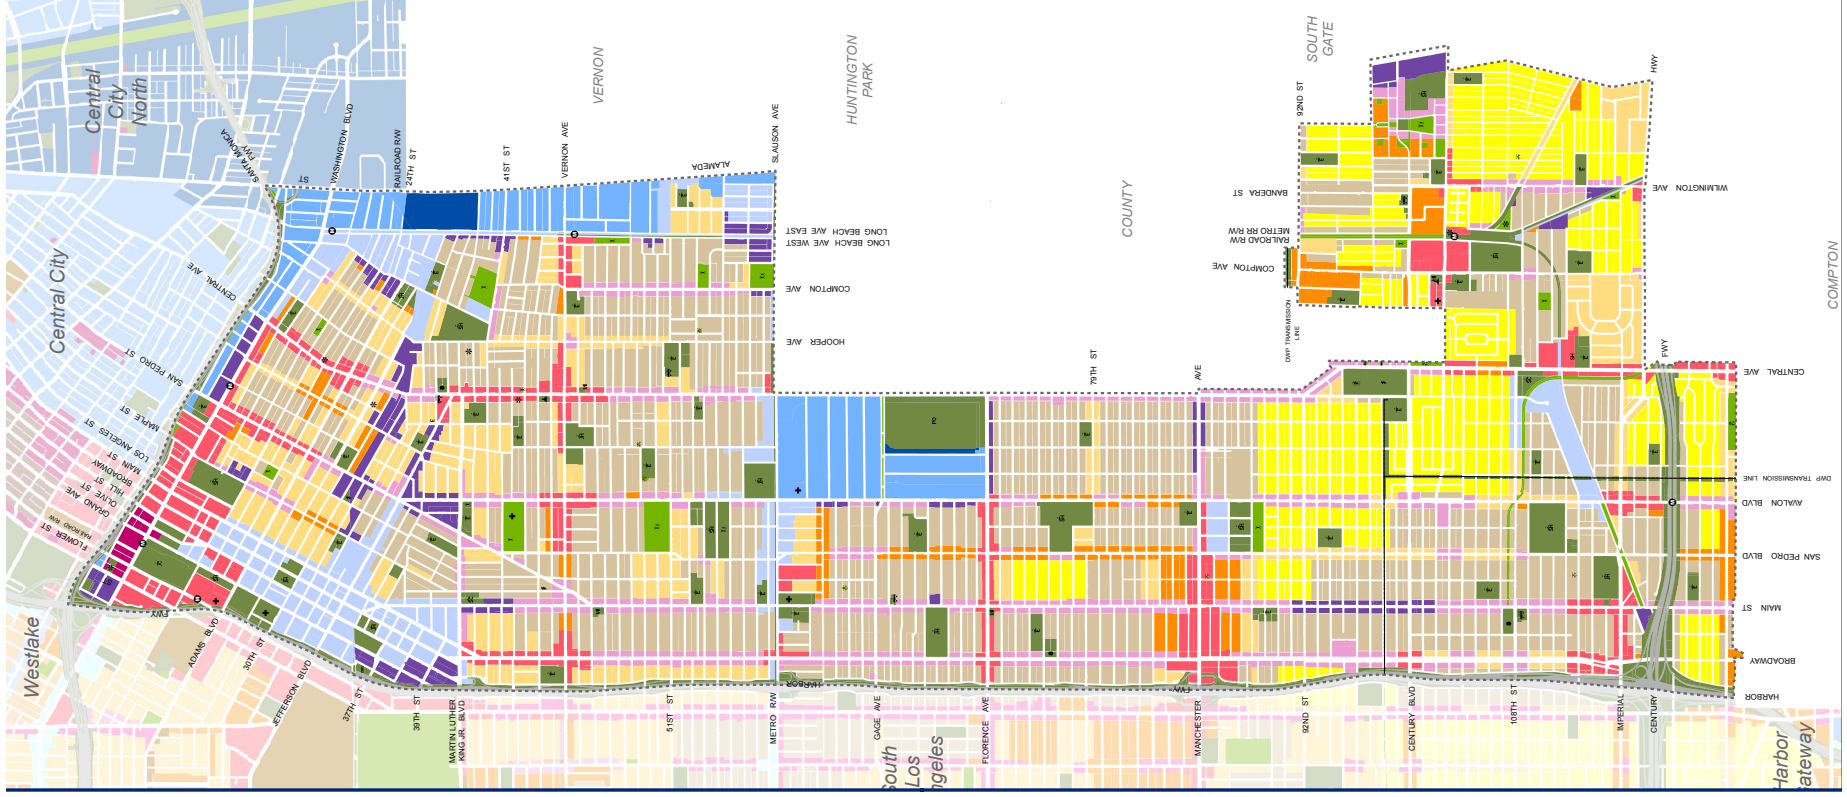 Central
City
North
VERNON
HUNTINGTON
PARK
SOUTH
GATE
HWY
SANTA MONICA
FWY
ST
WASHINGTON BLVD
RAILROAD R/W
24TH ST
41ST ST
VERNON AVE
ALAMEDA
SLAUSON AVE
92ND ST
COUNTY
BANDERA ST
WILMINGTON AVE
LONG BEACH AVE EAST
LONG BEACH AVE WEST
METRO RR R/W
RAILROAD R/W
COMPTON AVE
COMPTON AVE
COMPTON
Central City
CENTRAL AVE
HOOPER AVE
DWP TRANSMISSION
LINE
79TH ST
AVE
FWY
CENTRAL AVE
SAN PEDRO ST
MAPLE ST
LOS ANGELES ST
MAIN ST
BROADWAY
HILL ST
OLIVE ST
GRAND AVE
RAILROAD R/W
FLOWER ST
DWP TRANSMISSION LINE
AVALON BLVD
SAN PEDRO BLVD
MAIN ST
BROADWAY
HARBOR
ST
FWY
Westlake
ADAMS BLVD
30TH ST
JEFFERSON BLVD
37TH ST
39TH ST
MARTIN LUTHER
KING JR. BLVD
51ST ST
METRO R/W
HARBOR
GAGE AVE
FLORENCE AVE
FWY
MANCHESTER
92ND ST
CENTURY BLVD
108TH ST
IMPERIAL
CENTURY
South
Los
ngeles
Harbor
ateway